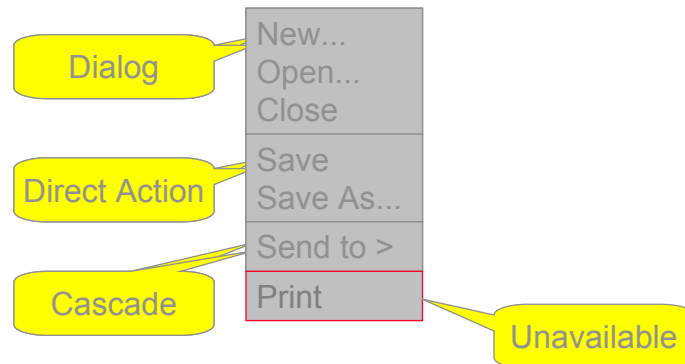 New...
Dialog
Open...
Close
Save
Direct Action
Save As...
Send to >
Cascade
Print
Unavailable